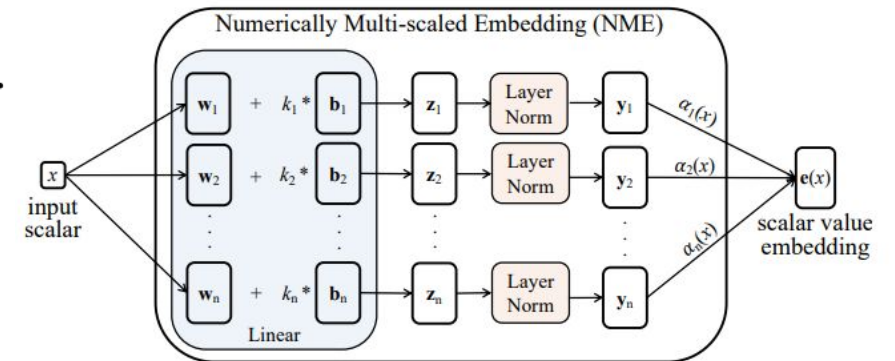 Numerically Multi-scaled Embedding (NME)
w₁ + k₁* b₁ z₁ Layer Norm y₁ α₁(x)
x w₂ + k₂* b₂ z₂ Layer Norm y₂ α₂(x) e(x)
input scalar
scalar value embedding
wₙ + kₙ* bₙ zₙ Layer Norm yₙ αₙ(x)
Linear